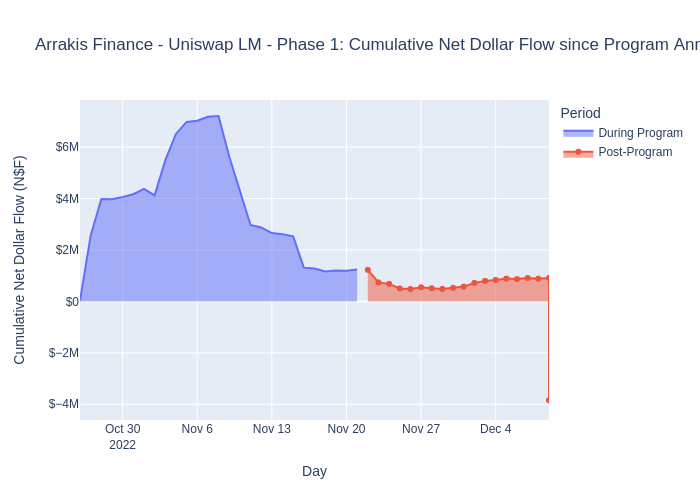 Arrakis Finance - Uniswap LM - Phase 1: Cumulative Net Dollar Flow since Program Ann
Period
During Program
Post-Program
Cumulative Net Dollar Flow (N$F)
$6M
$4M
$2M
$0
$−2M
$−4M
Oct 30
2022
Nov 6
Nov 13
Nov 20
Nov 27
Dec 4
Day